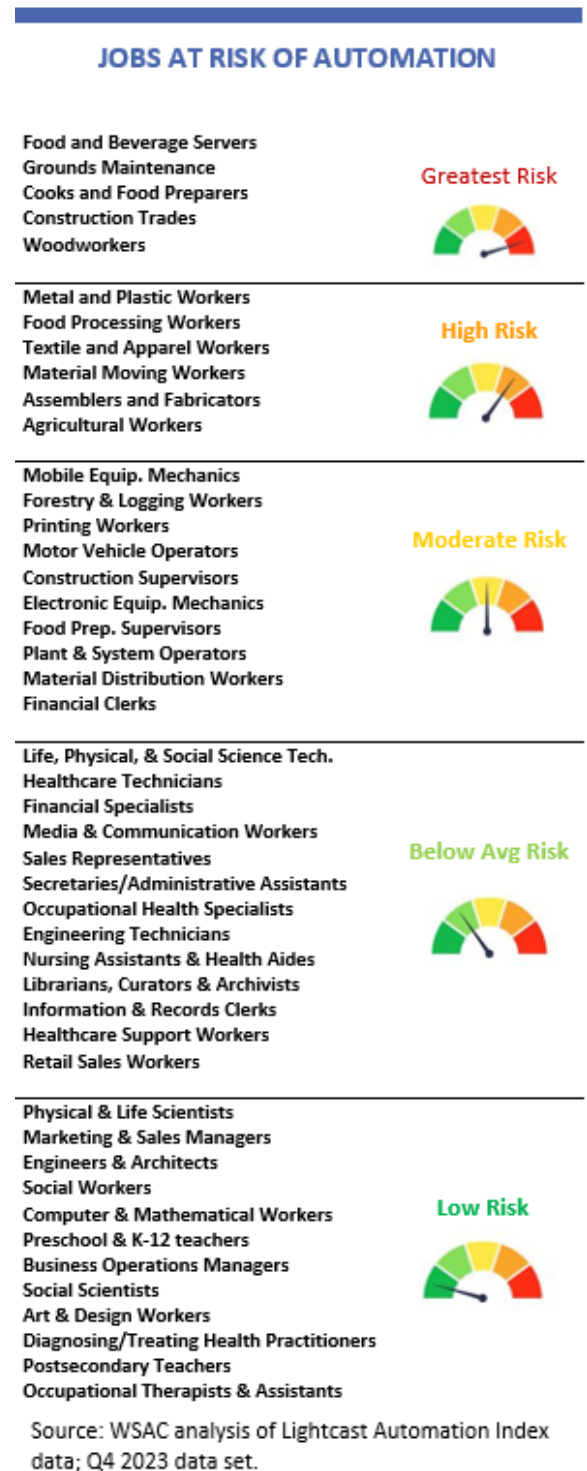 JOBS AT RISK OF AUTOMATION
Food and Beverage Servers
Grounds Maintenance
Cooks and Food Preparers
Construction Trades
Woodworkers
Greatest Risk
Metal and Plastic Workers
Food Processing Workers
Textile and Apparel Workers
Material Moving Workers
Assemblers and Fabricators
Agricultural Workers
High Risk
Mobile Equip. Mechanics
Forestry & Logging Workers
Printing Workers
Motor Vehicle Operators
Construction Supervisors
Electronic Equip. Mechanics
Food Prep. Supervisors
Plant & System Operators
Material Distribution Workers
Financial Clerks
Moderate Risk
Life, Physical, & Social Science Tech.
Healthcare Technicians
Financial Specialists
Media & Communication Workers
Sales Representatives
Secretaries/Administrative Assistants
Occupational Health Specialists
Engineering Technicians
Nursing Assistants & Health Aides
Librarians, Curators & Archivists
Information & Records Clerks
Healthcare Support Workers
Retail Sales Workers
Below Avg Risk
Physical & Life Scientists
Marketing & Sales Managers
Engineers & Architects
Social Workers
Computer & Mathematical Workers
Preschool & K-12 teachers
Business Operations Managers
Social Scientists
Art & Design Workers
Diagnosing/Treating Health Practitioners
Postsecondary Teachers
Occupational Therapists & Assistants
Low Risk
Source: WSAC analysis of Lightcast Automation Index
data; Q4 2023 data set.